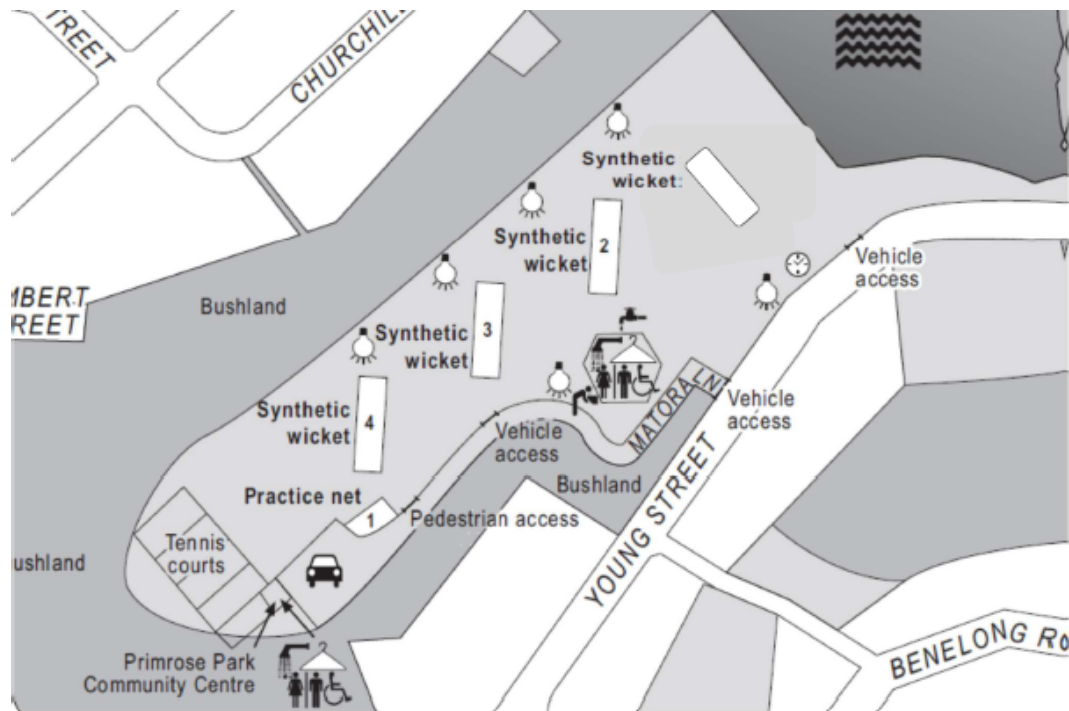 STREET
CHURCHILL
Synthetic
wicket:
Synthetic
wicket
2
Vehicle
access
Bushland
MBERT
REET
Synthetic
wicket
3
Synthetic
wicket
4
MATORA LN
Vehicle
access
Vehicle
access
Practice net
1
Pedestrian access
Bushland
YOUNG STREET
Tennis
courts
ushland
Primrose Park
Community Centre
BENELONG RO